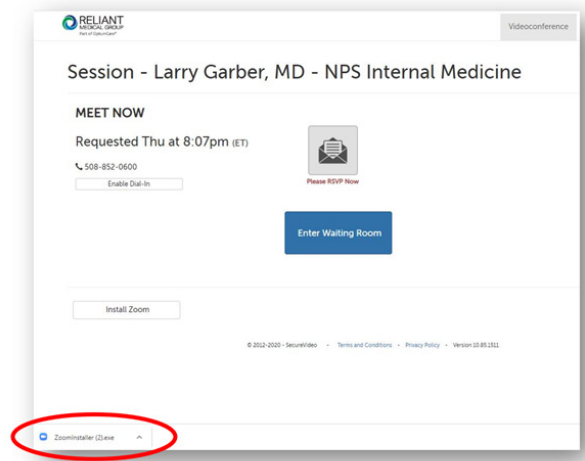 RELIANT
MEDICAL GROUP
Part of OptumCare®
Videoconference
Session - Larry Garber, MD - NPS Internal Medicine
MEET NOW
Requested Thu at 8:07pm (ET)
508-852-0600
Enable Dial-In
Please RSVP Now
Enter Waiting Room
Install Zoom
© 2012-2020 - SecureVideo - Terms and Conditions - Privacy Policy - Version 10.85.1511
ZoomInstaller (2).exe